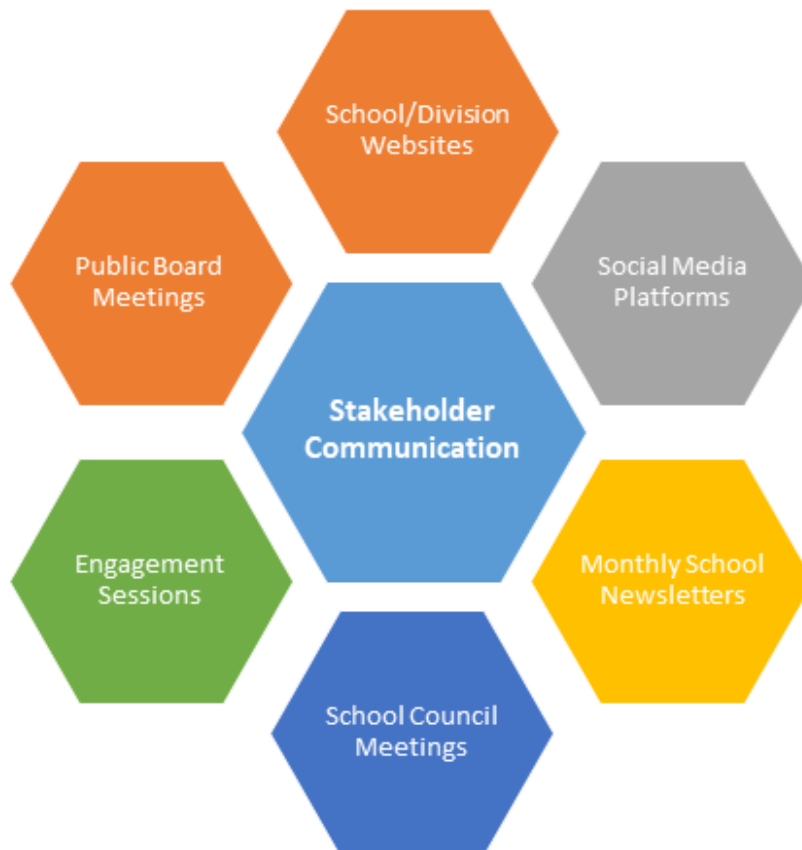 School/Division
Websites
Public Board
Meetings
Social Media
Platforms
Stakeholder
Communication
Engagement
Sessions
Monthly School
Newsletters
School Council
Meetings